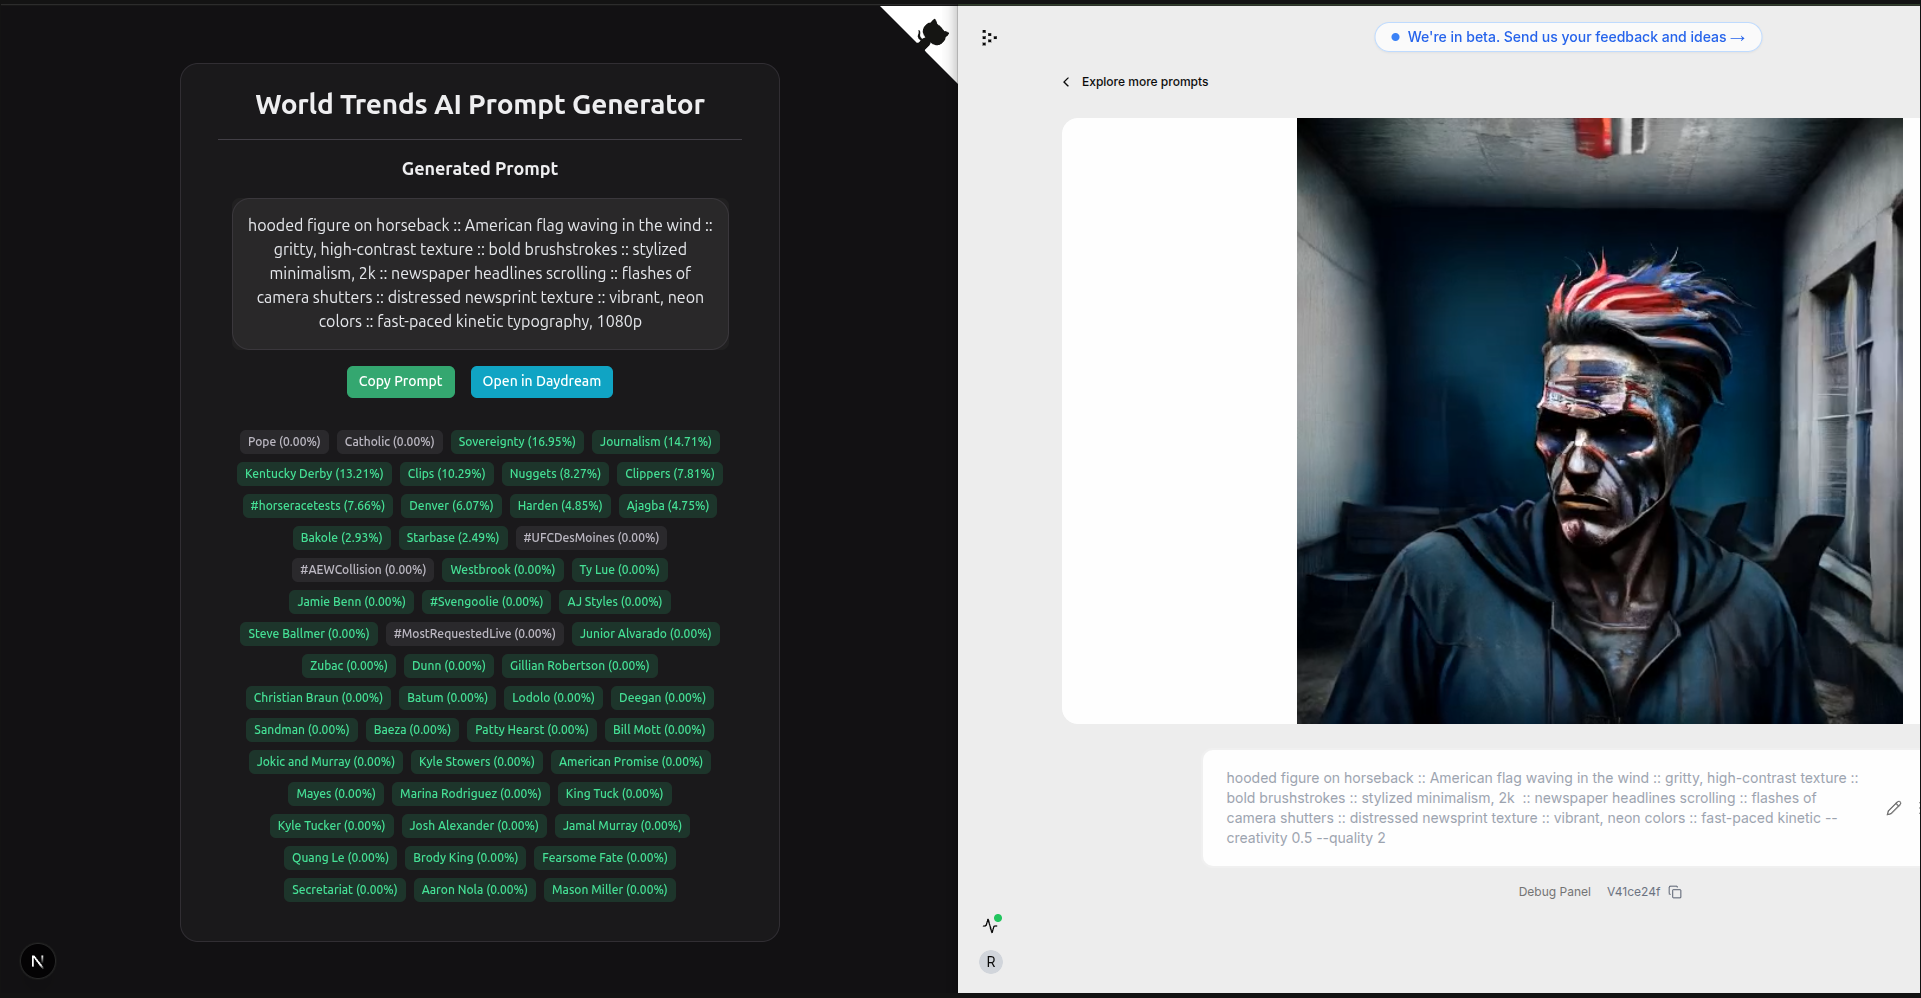 World Trends AI Prompt Generator
Generated Prompt
hooded figure on horseback :: American flag waving in the wind ::
gritty, high-contrast texture :: bold brushstrokes :: stylized
minimalism, 2k :: newspaper headlines scrolling :: flashes of
camera shutters :: distressed newsprint texture :: vibrant, neon
colors :: fast-paced kinetic typography, 1080p
Copy Prompt Open in Daydream
Pope (0.00%) Catholic (0.00%) Sovereignty (16.95%) Journalism (14.71%)
Kentucky Derby (13.21%) Clips (10.29%) Nuggets (8.27%) Clippers (7.81%)
#horseracetests (7.66%) Denver (6.07%) Harden (4.85%) Ajagba (4.75%)
Bakole (2.93%) Starbase (2.49%) #UFCDesMoines (0.00%)
#AEWCollision (0.00%) Westbrook (0.00%) Ty Lue (0.00%)
Jamie Benn (0.00%) #Svengoolie (0.00%) AJ Styles (0.00%)
Steve Ballmer (0.00%) #MostRequestedLive (0.00%) Junior Alvarado (0.00%)
Zubac (0.00%) Dunn (0.00%) Gillian Robertson (0.00%)
Christian Braun (0.00%) Batum (0.00%) Lodolo (0.00%) Deegan (0.00%)
Sandman (0.00%) Baeza (0.00%) Patty Hearst (0.00%) Bill Mott (0.00%)
Jokic and Murray (0.00%) Kyle Stowers (0.00%) American Promise (0.00%)
Mayes (0.00%) Marina Rodriguez (0.00%) King Tuck (0.00%)
Kyle Tucker (0.00%) Josh Alexander (0.00%) Jamal Murray (0.00%)
Quang Le (0.00%) Brody King (0.00%) Fearsome Fate (0.00%)
Secretariat (0.00%) Aaron Nola (0.00%) Mason Miller (0.00%)
N
We're in beta. Send us your feedback and ideas →
Explore more prompts
hooded figure on horseback :: American flag waving in the wind :: gritty, high-contrast texture ::
bold brushstrokes :: stylized minimalism, 2k :: newspaper headlines scrolling :: flashes of
camera shutters :: distressed newsprint texture :: vibrant, neon colors :: fast-paced kinetic --
creativity 0.5 --quality 2
Debug Panel V41ce24f
R